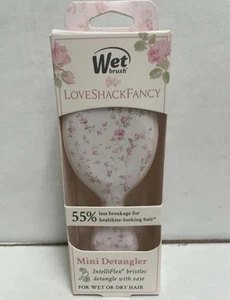 Wet
brush
LOVESHACKFANCY
55% less breakage for
healthier-looking hair*
Mini Detangler
IntelliFlex® bristles
detangle with ease
FOR WET OR DRY HAIR